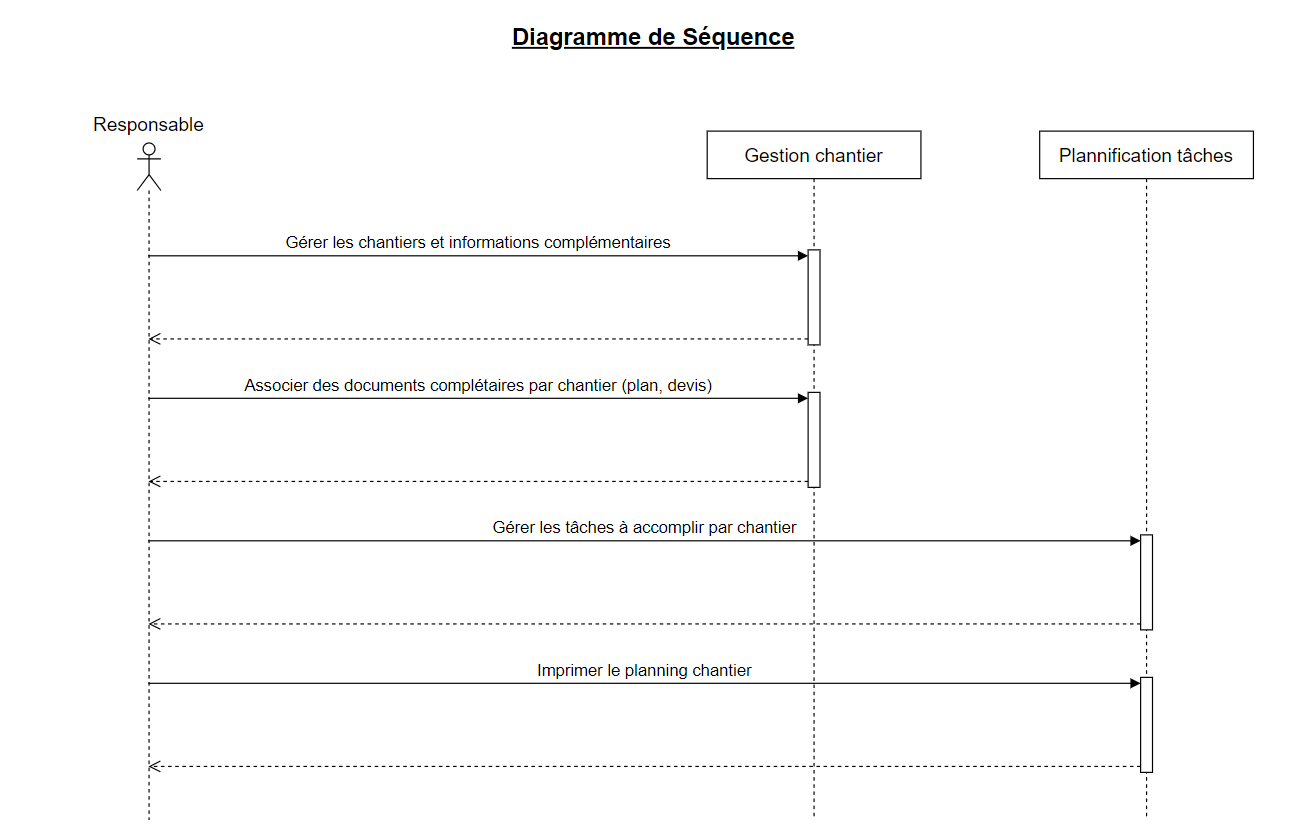 Diagramme de Séquence
Responsable
Gestion chantier
Plannification tâches
Gérer les chantiers et informations complémentaires
Associer des documents complétaires par chantier (plan, devis)
Gérer les tâches à accomplir par chantier
Imprimer le planning chantier